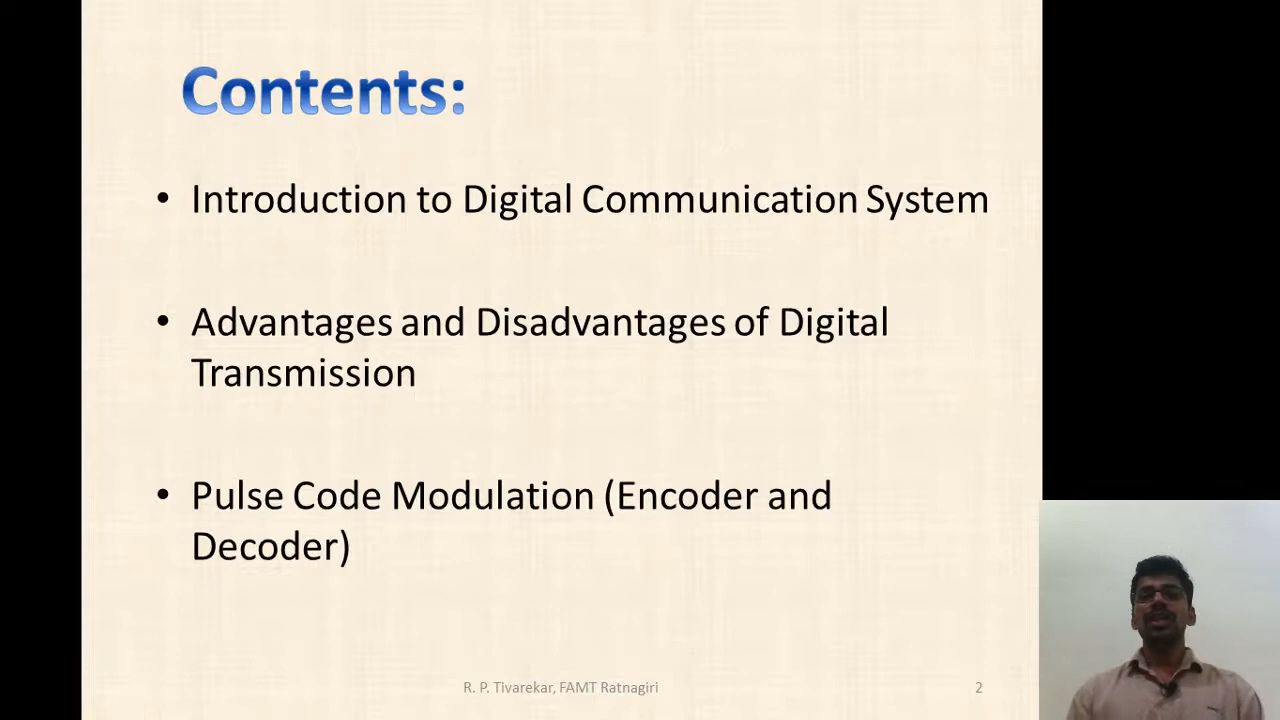 Contents:
• Introduction to Digital Communication System
• Advantages and Disadvantages of Digital
Transmission
• Pulse Code Modulation (Encoder and
Decoder)
R. P. Tivarekar, FAMT Ratnagiri
2